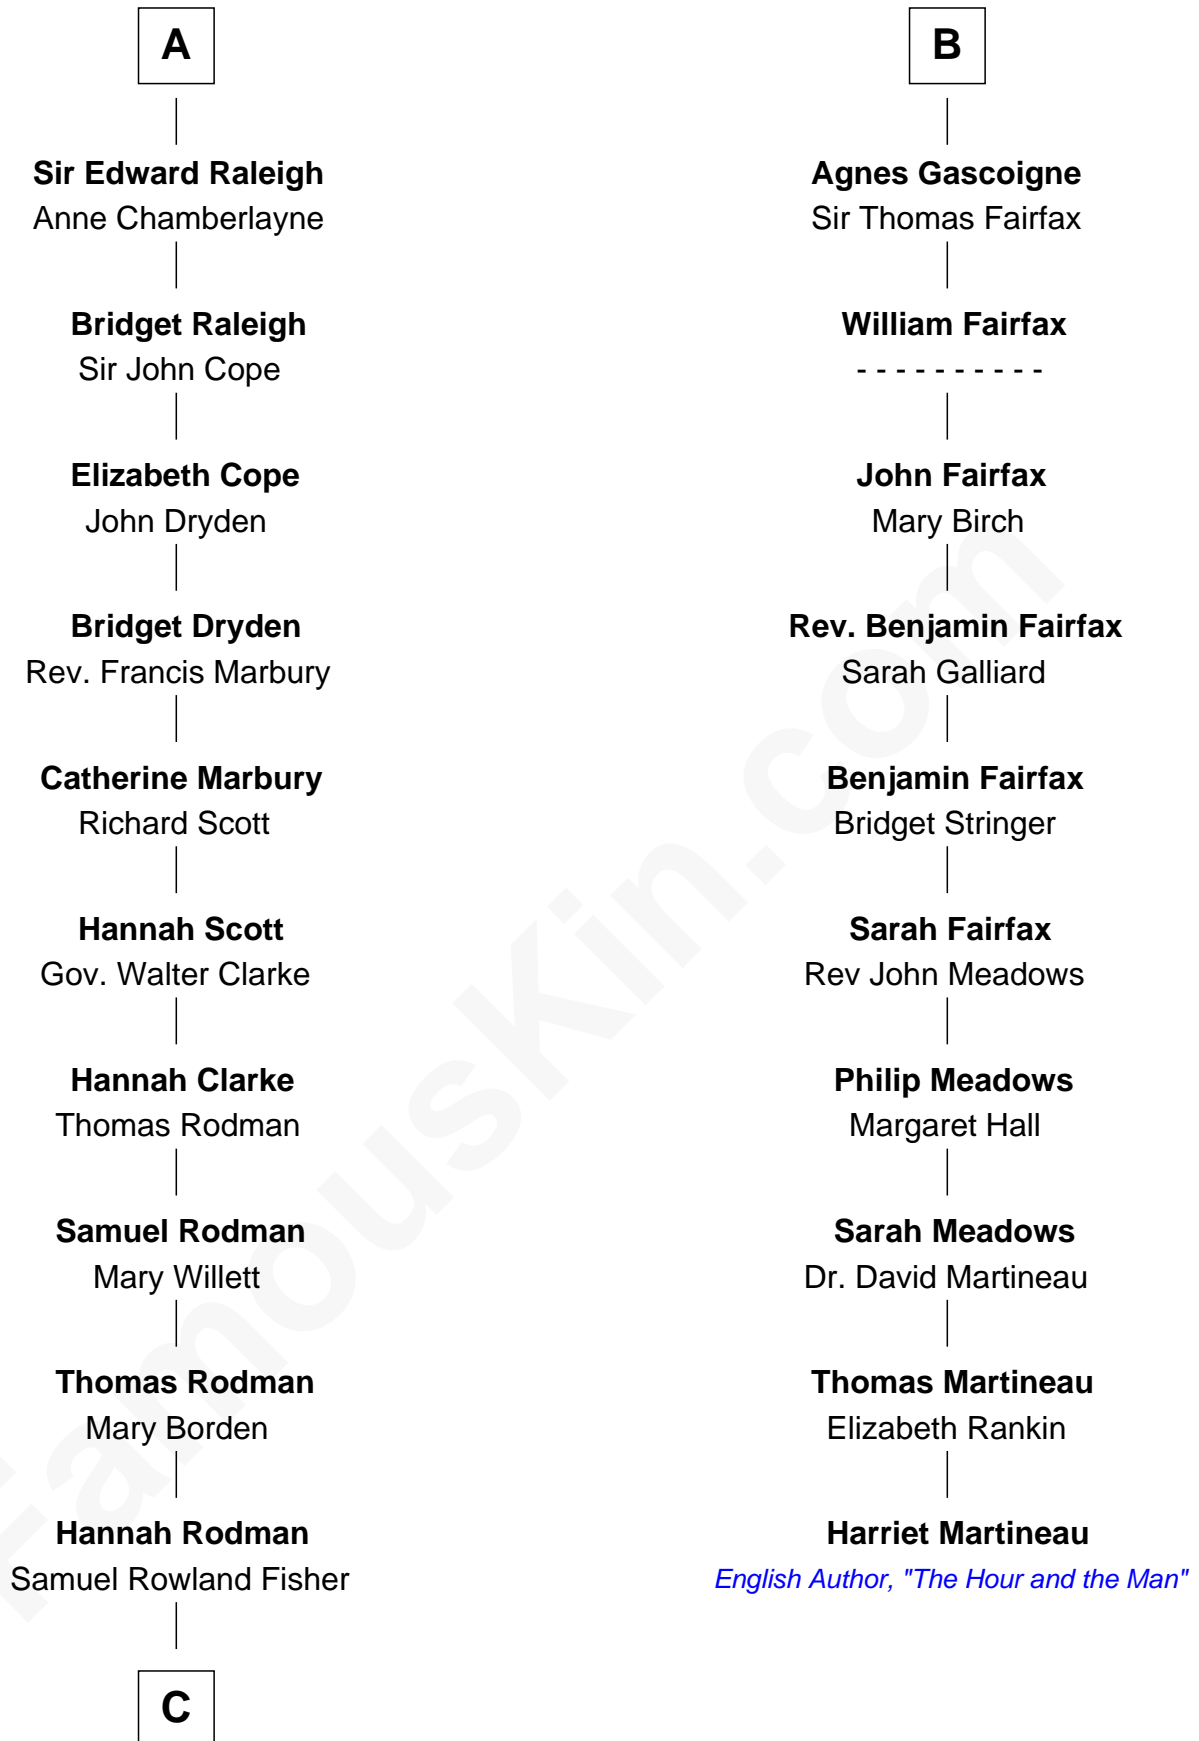 A
Sir Edward Raleigh
Anne Chamberlayne
Bridget Raleigh
Sir John Cope
Elizabeth Cope
John Dryden
Bridget Dryden
Rev. Francis Marbury
Catherine Marbury
Richard Scott
Hannah Scott
Gov. Walter Clarke
Hannah Clarke
Thomas Rodman
Samuel Rodman
Mary Willett
Thomas Rodman
Mary Borden
Hannah Rodman
Samuel Rowland Fisher
C
B
Agnes Gascoigne
Sir Thomas Fairfax
William Fairfax
- - - - - - - - - -
John Fairfax
Mary Birch
Rev. Benjamin Fairfax
Sarah Galliard
Benjamin Fairfax
Bridget Stringer
Sarah Fairfax
Rev John Meadows
Philip Meadows
Margaret Hall
Sarah Meadows
Dr. David Martineau
Thomas Martineau
Elizabeth Rankin
Harriet Martineau
English Author, "The Hour and the Man"
FamousKin.com